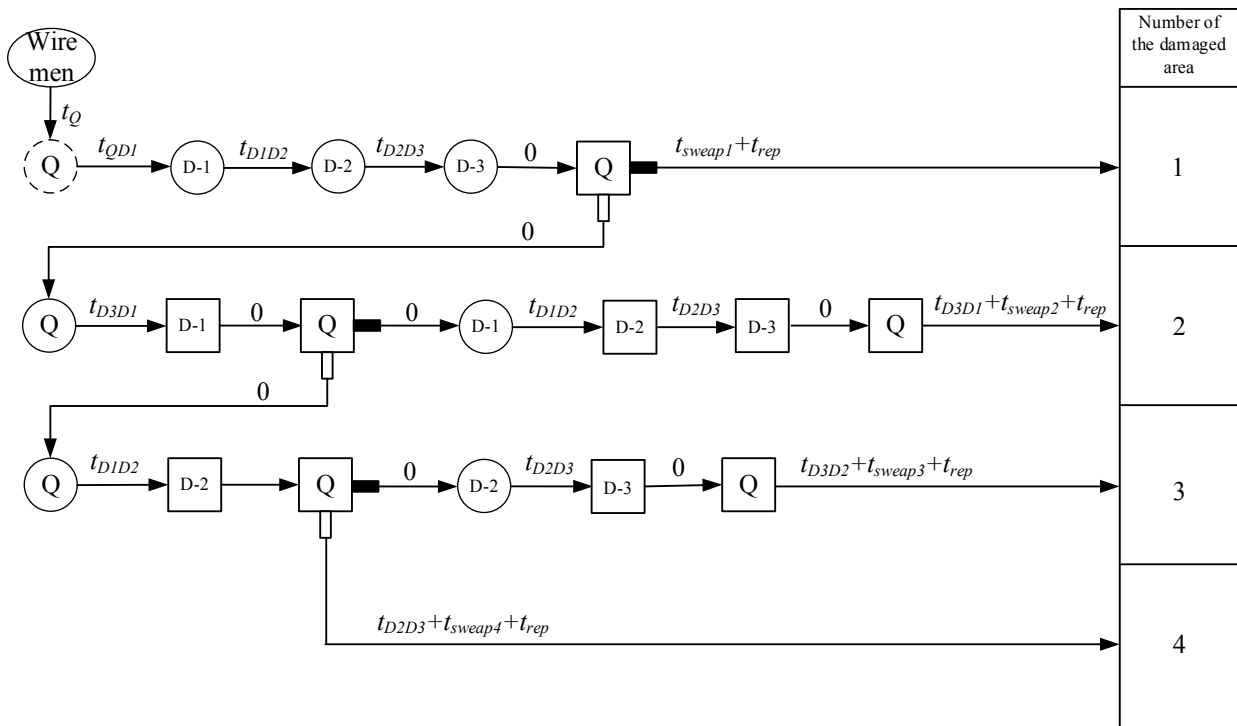 Wire
men
Number of
the damaged
area
t_Q
Q t_QD1 D-1 t_D1D2 D-2 t_D2D3 D-3 0 Q t_sweap1+t_rep 1
0
Q t_D3D1 D-1 0 Q 0 D-1 t_D1D2 D-2 t_D2D3 D-3 0 Q t_D3D1+t_sweap2+t_rep 2
0
Q t_D1D2 D-2 Q 0 D-2 t_D2D3 D-3 0 Q t_D3D2+t_sweap3+t_rep 3
t_D2D3+t_sweap4+t_rep 4